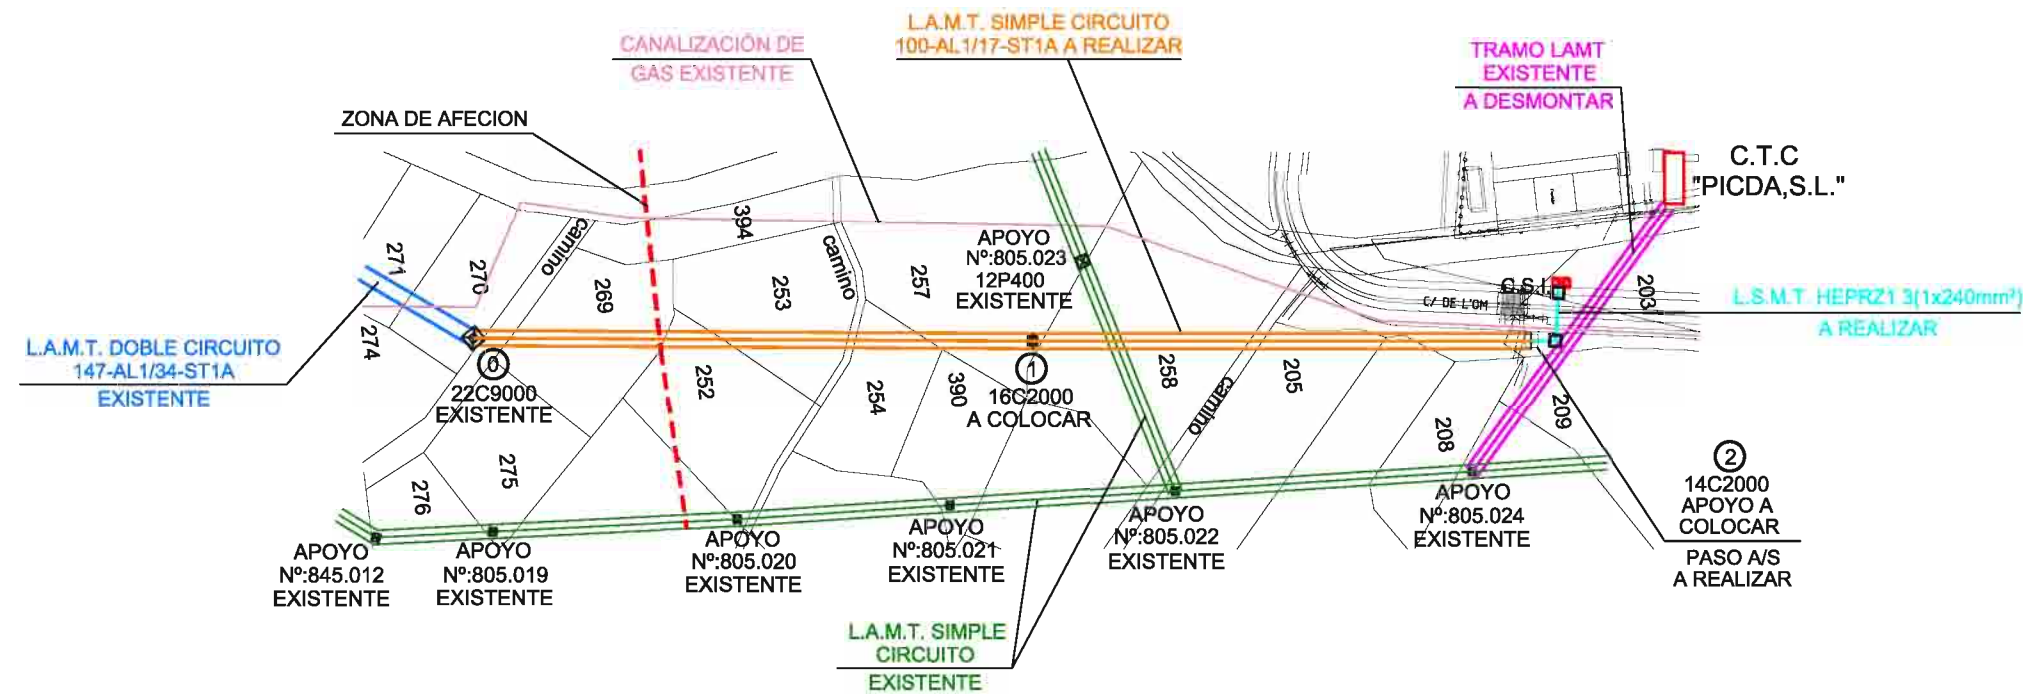 L.A.M.T. SIMPLE CIRCUITO
100-AL1/17-ST1A A REALIZAR
CANALIZACIÓN DE
GAS EXISTENTE
TRAMO LAMT
EXISTENTE
A DESMONTAR
ZONA DE AFECION
C.T.C
"PICDA,S.L."
394
camino
camino
271
270
269
253
257
APOYO
Nº:805.023
12P400
EXISTENTE
C.S.I.
C/ DE L'OM
203
L.S.M.T. HEPRZ1 3(1x240mm²)
A REALIZAR
274
L.A.M.T. DOBLE CIRCUITO
147-AL1/34-ST1A
EXISTENTE
0
22C9000
EXISTENTE
252
254
390
1
16C2000
A COLOCAR
258
camino
205
208
209
2
14C2000
APOYO A
COLOCAR
PASO A/S
A REALIZAR
276
275
APOYO
Nº:845.012
EXISTENTE
APOYO
Nº:805.019
EXISTENTE
APOYO
Nº:805.020
EXISTENTE
APOYO
Nº:805.021
EXISTENTE
APOYO
Nº:805.022
EXISTENTE
APOYO
Nº:805.024
EXISTENTE
L.A.M.T. SIMPLE
CIRCUITO
EXISTENTE